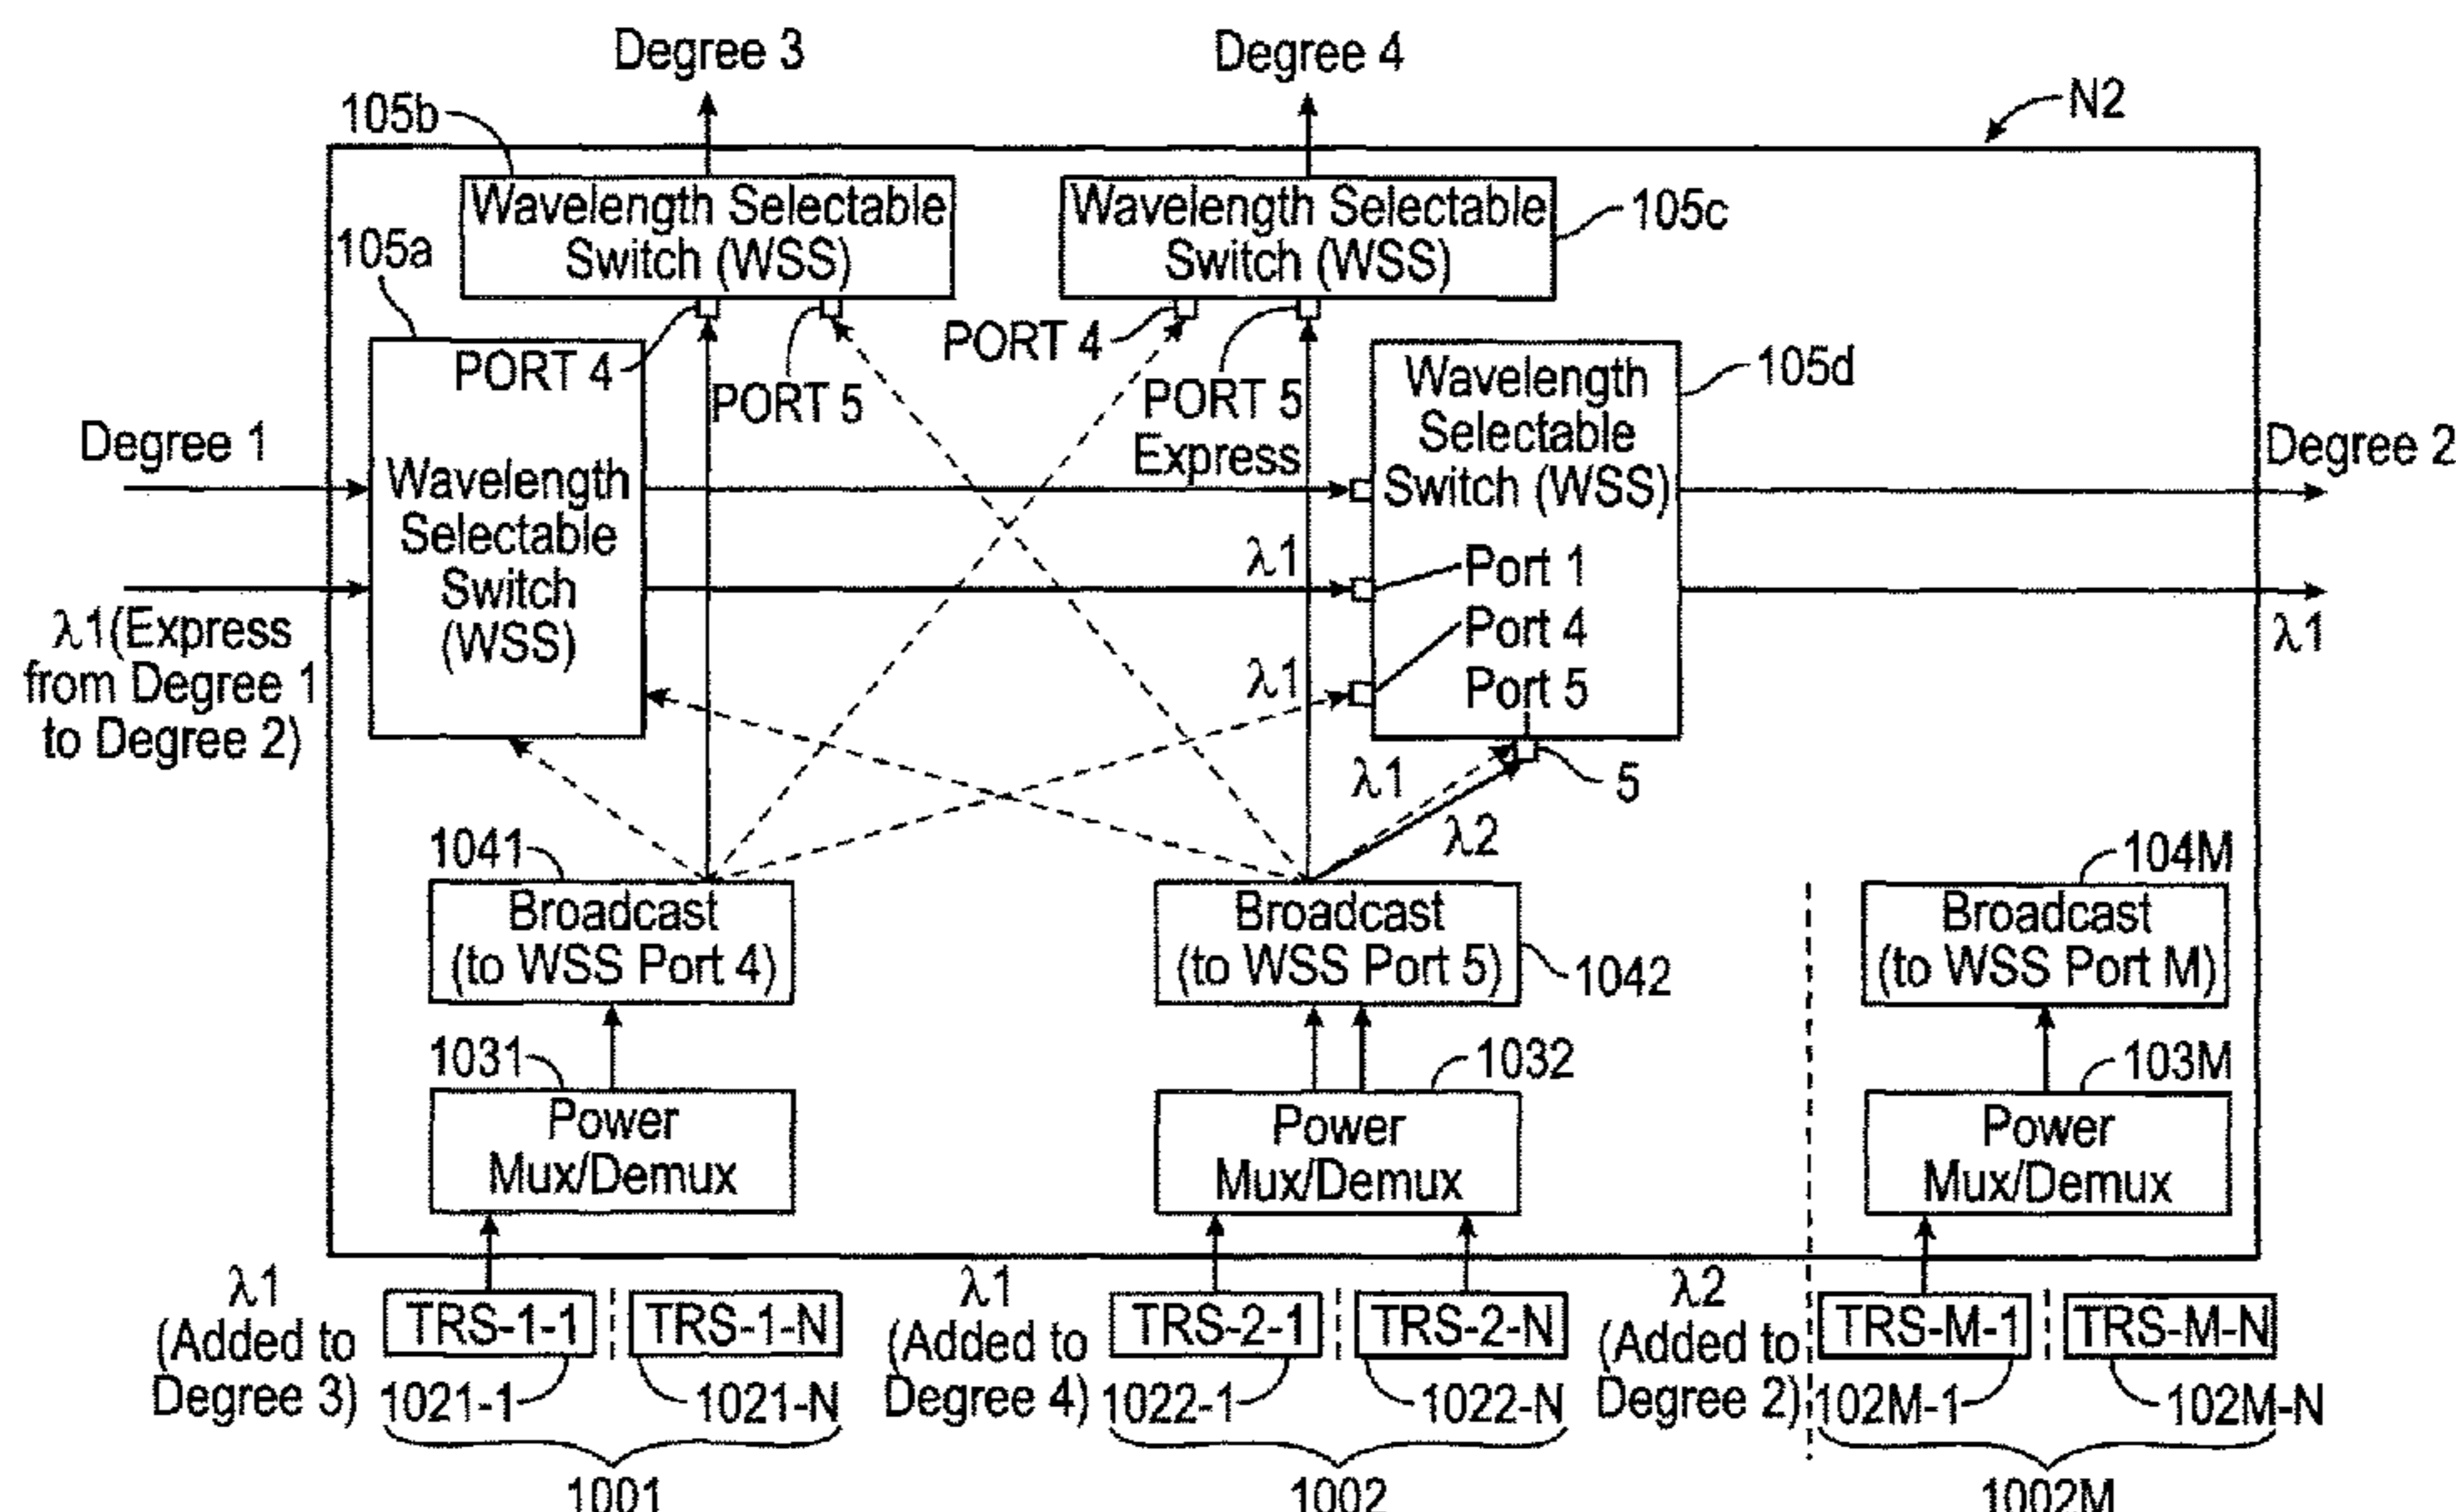 Degree 3
Degree 4
N2
105b
Wavelength Selectable
Switch (WSS)
Wavelength Selectable
Switch (WSS)
105c
105a
PORT 4
PORT 5
PORT 4
PORT 5
Express
105d
Wavelength
Selectable
Switch (WSS)
Degree 1
Wavelength
Selectable
Switch
(WSS)
Degree 2
λ1
Port 1
λ1(Express
from Degree 1
to Degree 2)
Port 4
λ1
λ1
Port 5
λ1
5
λ2
1041
Broadcast
(to WSS Port 4)
Broadcast
(to WSS Port 5)
1042
104M
Broadcast
(to WSS Port M)
1031
Power
Mux/Demux
1032
Power
Mux/Demux
103M
Power
Mux/Demux
λ1
(Added to
Degree 3)
TRS-1-1
TRS-1-N
1021-1
1021-N
1001
λ1
(Added to
Degree 4)
TRS-2-1
TRS-2-N
1022-1
1022-N
1002
λ2
(Added to
Degree 2)
TRS-M-1
TRS-M-N
102M-1
102M-N
1002M